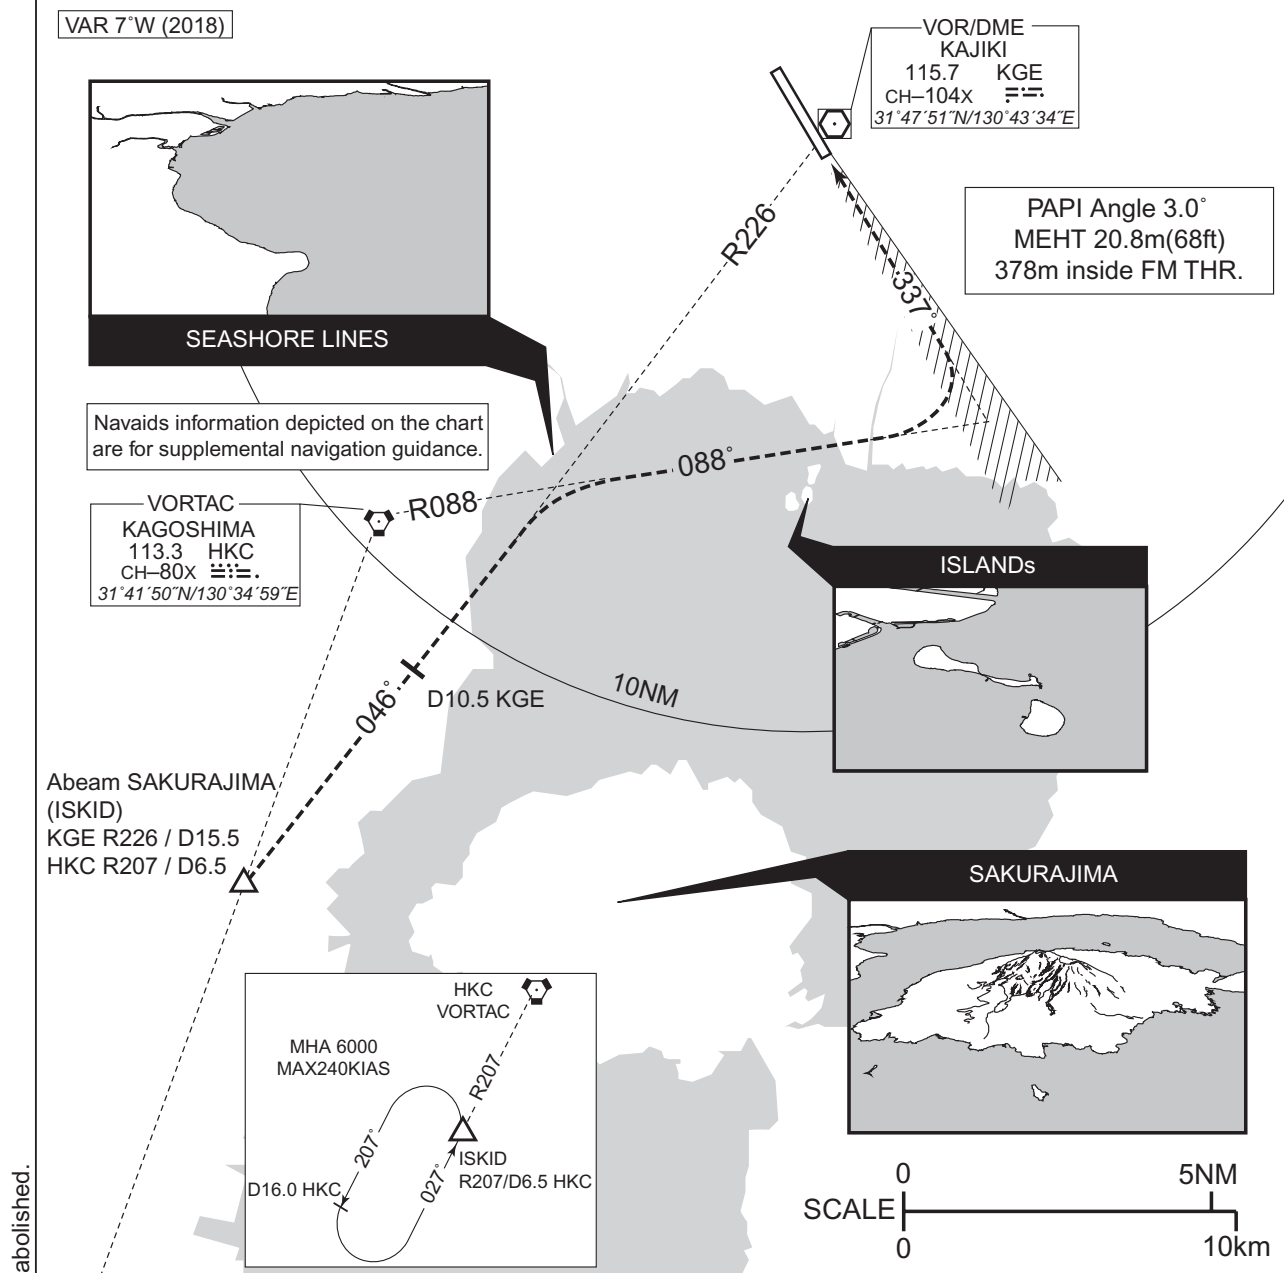 VAR 7˚W (2018)
VOR/DME
KAJIKI
115.7 KGE
CH–104X
31˚47´51˝N/130˚43´34˝E
PAPI Angle 3.0˚
MEHT 20.8m(68ft)
378m inside FM THR.
R226
337˚
SEASHORE LINES
Navaids information depicted on the chart
are for supplemental navigation guidance.
088˚
R088
VORTAC
KAGOSHIMA
113.3 HKC
CH–80X
31˚41´50˝N/130˚34´59˝E
ISLANDs
10NM
D10.5 KGE
046˚
Abeam SAKURAJIMA
(ISKID)
KGE R226 / D15.5
HKC R207 / D6.5
SAKURAJIMA
HKC
VORTAC
MHA 6000
MAX240KIAS
R207
207˚
027˚
ISKID
R207/D6.5 HKC
D16.0 HKC
0 5NM
SCALE
0 10km
abolished.